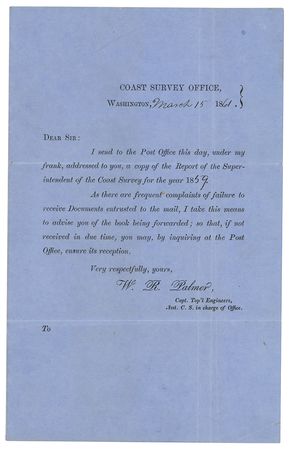 COAST SURVEY OFFICE,
WASHINGTON, March 15 1861.
DEAR SIR:
I send to the Post Office this day, under my
frank, addressed to you, a copy of the Report of the Super-
intendent of the Coast Survey for the year 1859
As there are frequent complaints of failure to
receive Documents entrusted to the mail, I take this means
to advise you of the book being forwarded; so that, if not
received in due time, you may, by inquiring at the Post
Office, ensure its reception.
Very respectfully, yours,
W. R. Palmer,
Capt. Top'l Engineers,
Asst. C. S. in charge of Office.
To